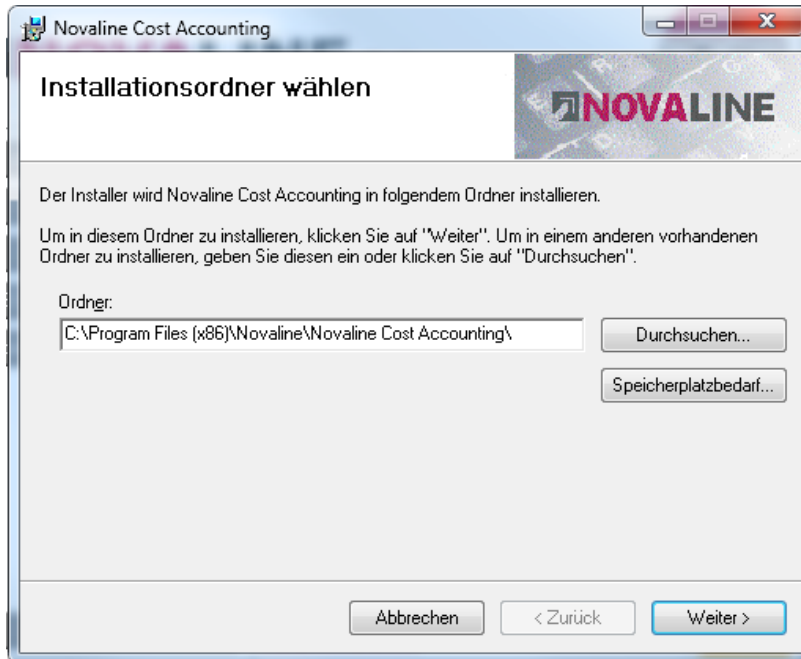 Novaline Cost Accounting
Installationsordner wählen
NOVALINE
Der Installer wird Novaline Cost Accounting in folgendem Ordner installieren.
Um in diesem Ordner zu installieren, klicken Sie auf "Weiter". Um in einem anderen vorhandenen
Ordner zu installieren, geben Sie diesen ein oder klicken Sie auf "Durchsuchen".
Ordner:
C:\Program Files (x86)\Novaline\Novaline Cost Accounting\
Durchsuchen...
Speicherplatzbedarf...
Abbrechen
< Zurück
Weiter >